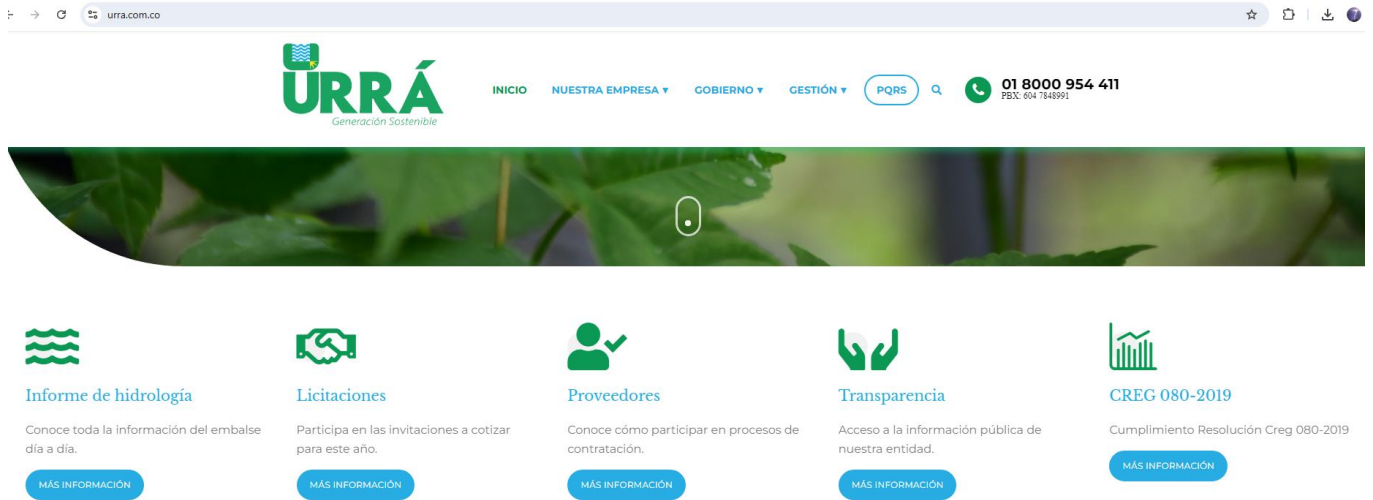 urra.com.co
URRÁ
Generación Sostenible
INICIO NUESTRA EMPRESA ▾ GOBIERNO ▾ GESTIÓN ▾ PQRS
01 8000 954 411
PBX: 604 7848991
Informe de hidrología
Conoce toda la información del embalse
día a día.
MÁS INFORMACIÓN
Licitaciones
Participa en las invitaciones a cotizar
para este año.
MÁS INFORMACIÓN
Proveedores
Conoce cómo participar en procesos de
contratación.
MÁS INFORMACIÓN
Transparencia
Acceso a la información pública de
nuestra entidad.
MÁS INFORMACIÓN
CREG 080-2019
Cumplimiento Resolución Creg 080-2019
MÁS INFORMACIÓN